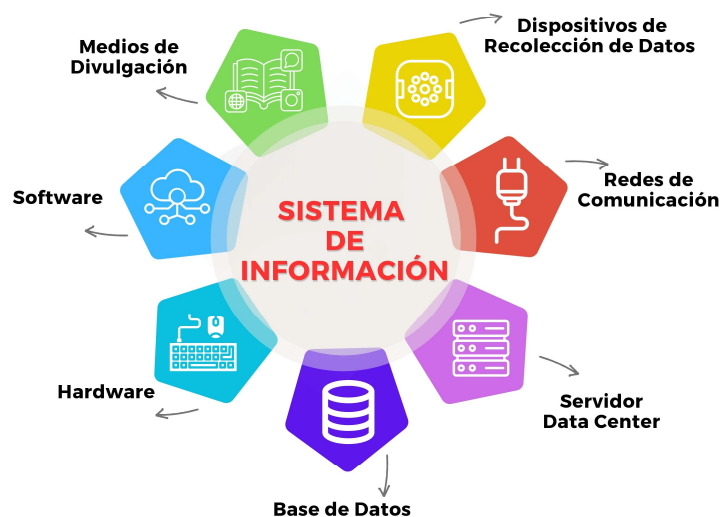 Dispositivos de
Recolección de Datos
Medios de
Divulgación
Redes de
Comunicación
Software
SISTEMA
DE
INFORMACIÓN
Hardware
Servidor
Data Center
Base de Datos